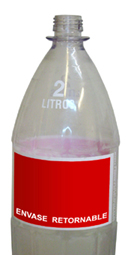 2
LITROS
ENVASE RETORNABLE